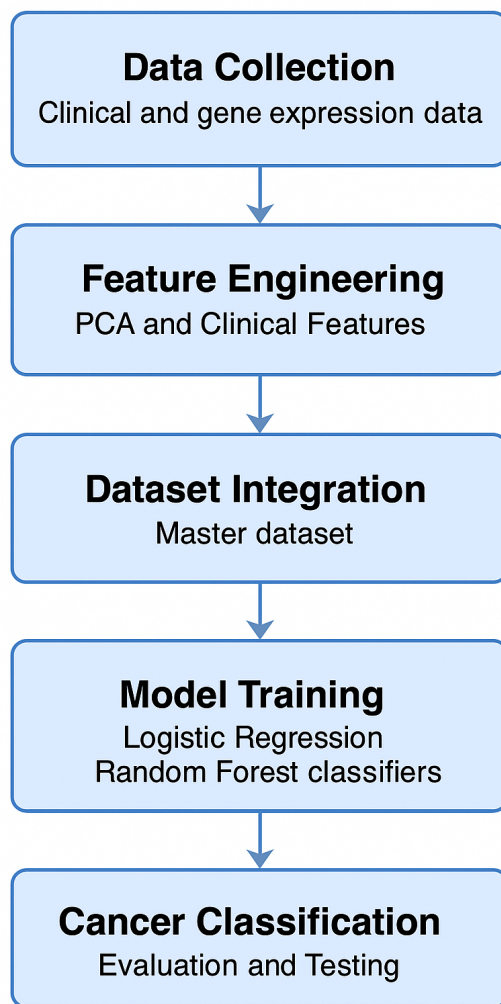 Data Collection
Clinical and gene expression data
Feature Engineering
PCA and Clinical Features
Dataset Integration
Master dataset
Model Training
Logistic Regression
Random Forest classifiers
Cancer Classification
Evaluation and Testing